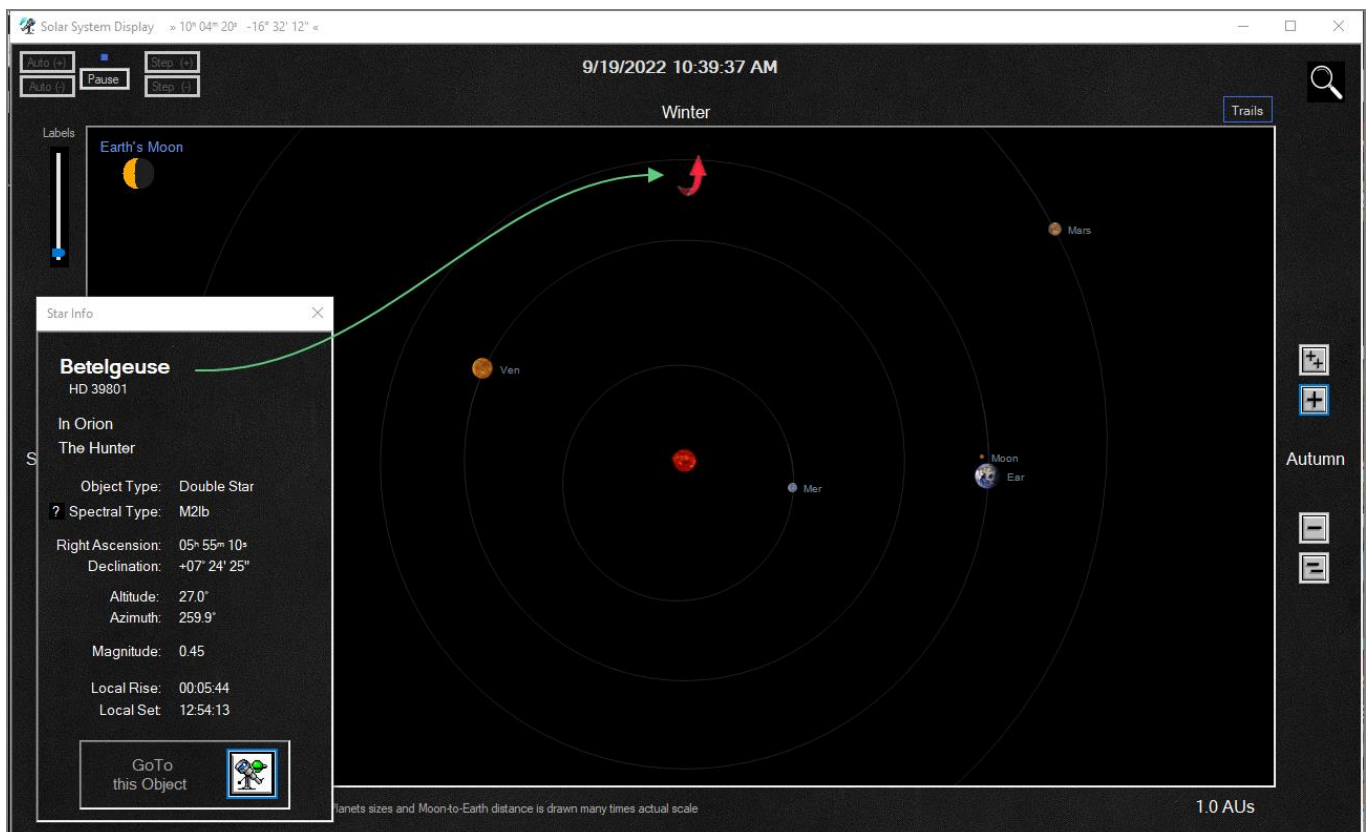 Solar System Display » 10ʰ 04ᵐ 20ˢ -16° 32' 12" «
9/19/2022 10:39:37 AM
Auto (+)
Step (+)
Auto (-)
Pause
Step (-)
Winter
Trails
Labels
Earth's Moon
Mars
Ven
Moon
Ear
Mer
S
Autumn
Star Info
Betelgeuse
HD 39801
In Orion
The Hunter
Object Type: Double Star
? Spectral Type: M2Ib
Right Ascension: 05ʰ 55ᵐ 10ˢ
Declination: +07° 24' 25"
Altitude: 27.0°
Azimuth: 259.9°
Magnitude: 0.45
Local Rise: 00:05:44
Local Set: 12:54:13
GoTo
this Object
Planets sizes and Moon-to-Earth distance is drawn many times actual scale
1.0 AUs